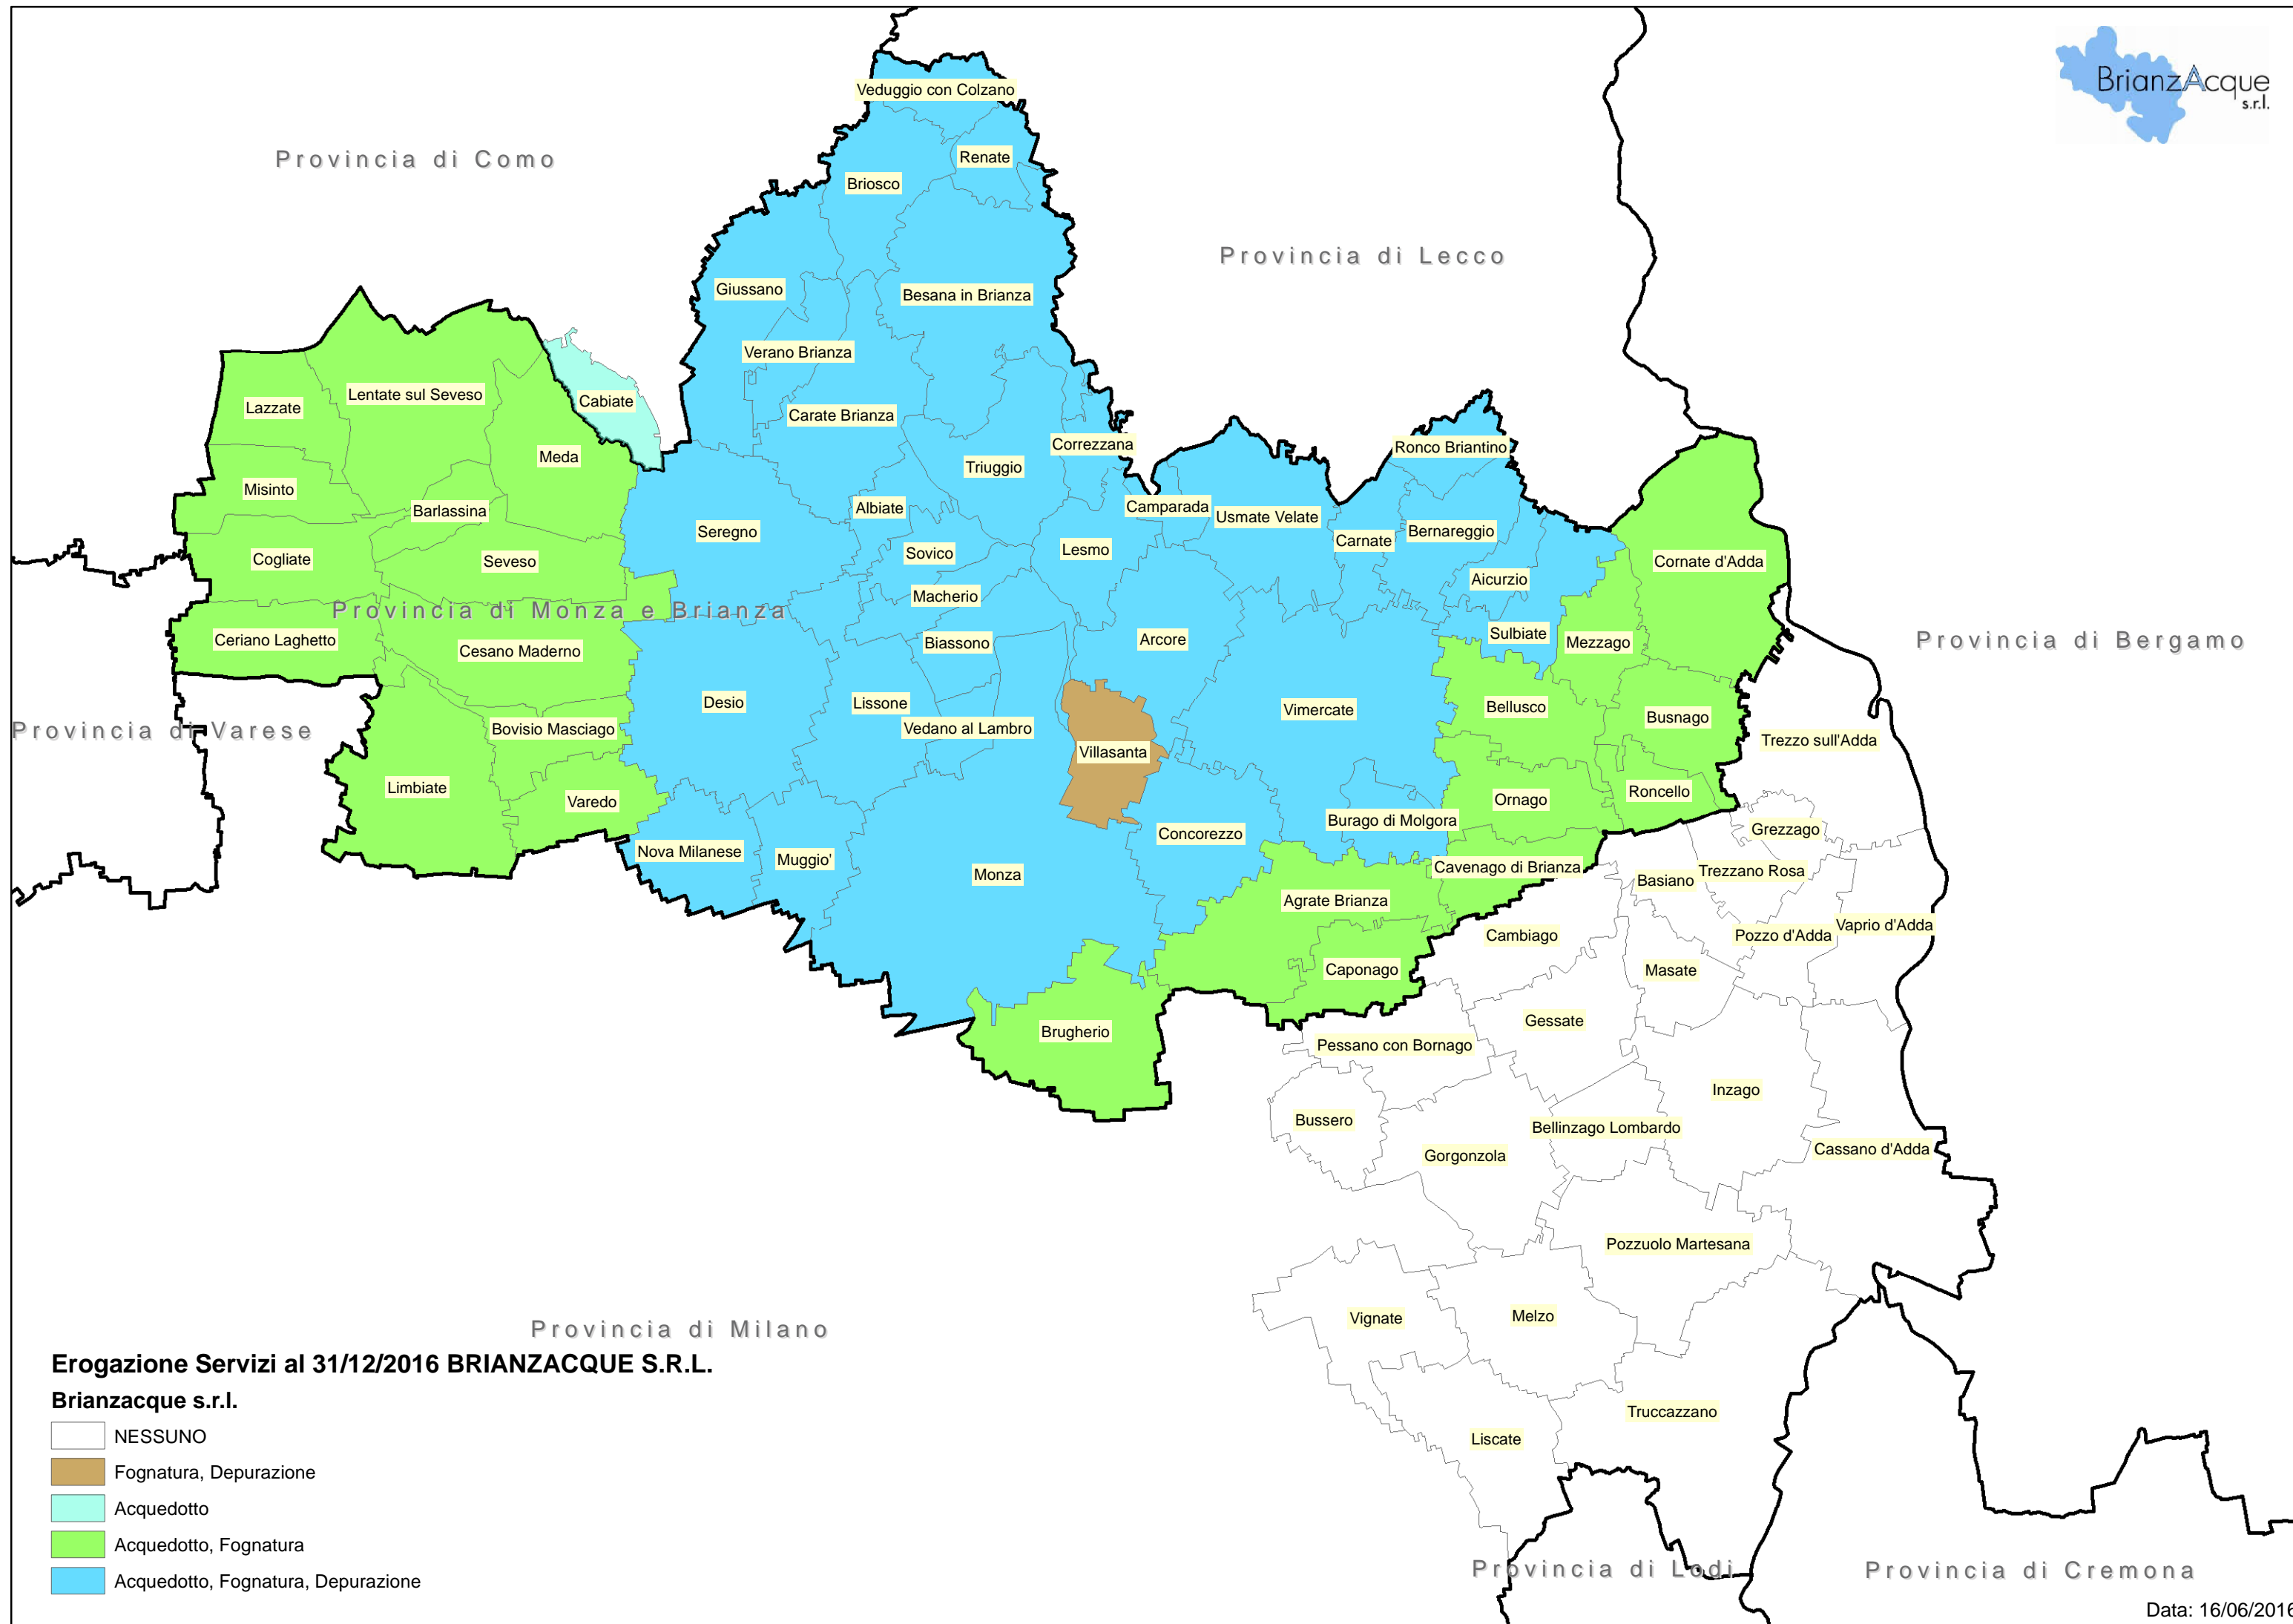 BrianzAcque
s.r.l.
Veduggio con Colzano
Provincia di Como
Renate
Briosco
Provincia di Lecco
Giussano
Besana in Brianza
Verano Brianza
Lentate sul Seveso
Cabiate
Lazzate
Carate Brianza
Correzzana
Ronco Briantino
Meda
Triuggio
Misinto
Barlassina
Albiate
Camparada
Usmate Velate
Seregno
Bernareggio
Carnate
Lesmo
Sovico
Cogliate
Seveso
Cornate d'Adda
Aicurzio
Macherio
Provincia di Monza e Brianza
Sulbiate
Ceriano Laghetto
Arcore
Provincia di Bergamo
Biassono
Mezzago
Cesano Maderno
Desio
Lissone
Bellusco
Vimercate
Busnago
Provincia di Varese
Bovisio Masciago
Vedano al Lambro
Trezzo sull'Adda
Villasanta
Limbiate
Roncello
Varedo
Ornago
Burago di Molgora
Grezzago
Concorezzo
Nova Milanese
Muggio'
Cavenago di Brianza
Trezzano Rosa
Monza
Basiano
Agrate Brianza
Vaprio d'Adda
Cambiago
Pozzo d'Adda
Caponago
Masate
Gessate
Brugherio
Pessano con Bornago
Inzago
Bussero
Bellinzago Lombardo
Cassano d'Adda
Gorgonzola
Pozzuolo Martesana
Melzo
Vignate
Provincia di Milano
Truccazzano
Liscate
Erogazione Servizi al 31/12/2016 BRIANZACQUE S.R.L.
Brianzacque s.r.l.
NESSUNO
Fognatura, Depurazione
Acquedotto
Acquedotto, Fognatura
Acquedotto, Fognatura, Depurazione
Provincia di Lodi
Provincia di Cremona
Data: 16/06/2016